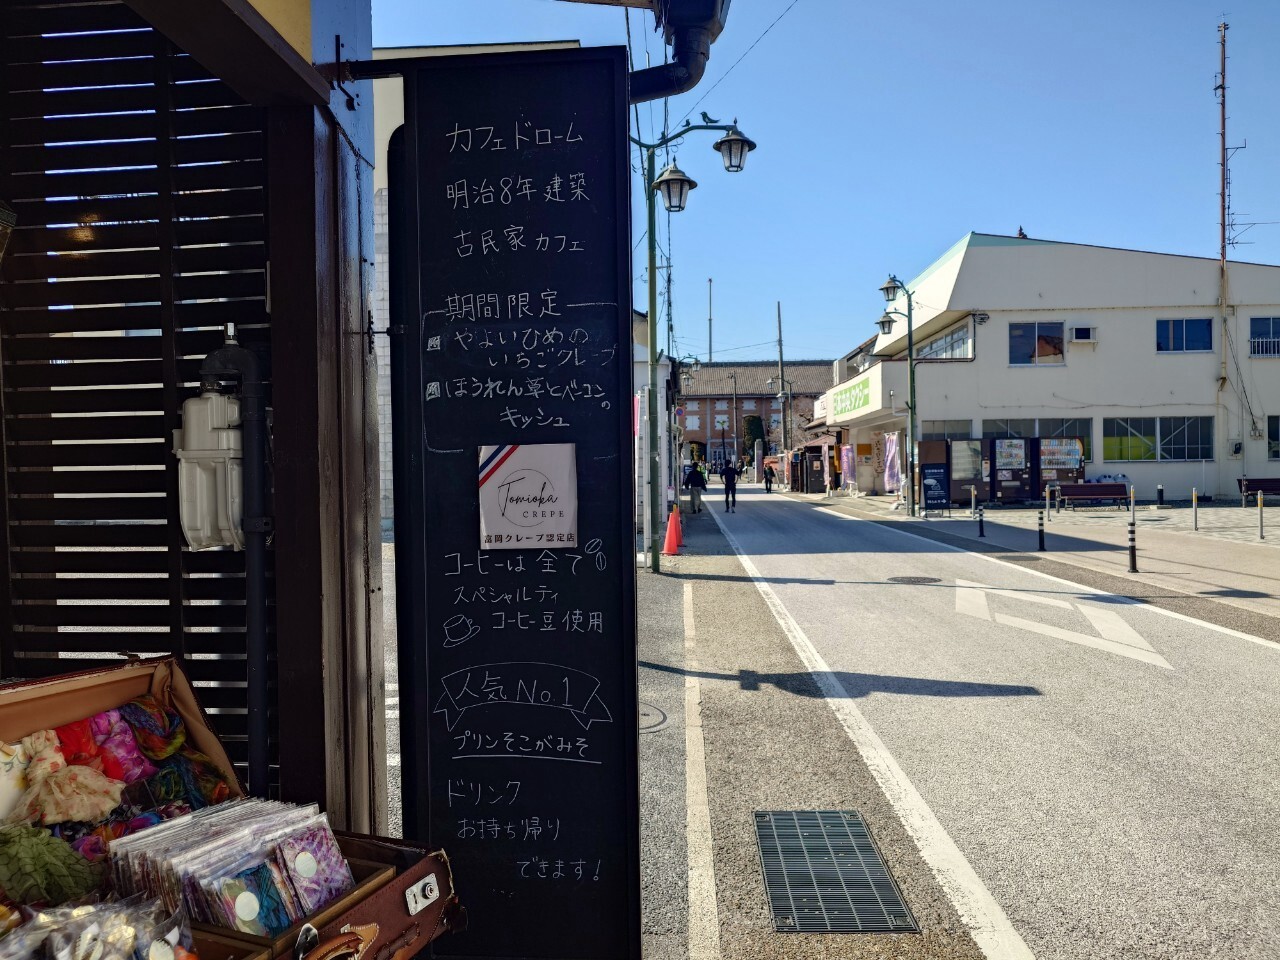 カフェドローム
明治8年建築
古民家カフェ
期間限定
やよいひめの
いちごクレープ
ほうれん草とベーコンの
キッシュ
Tomioka
CREPE
富岡クレープ認定店
コーヒーは全て
スペシャルティ
コーヒー豆使用
人気No.1
プリンそこがみそ
ドリンク
お持ち帰り
できます!